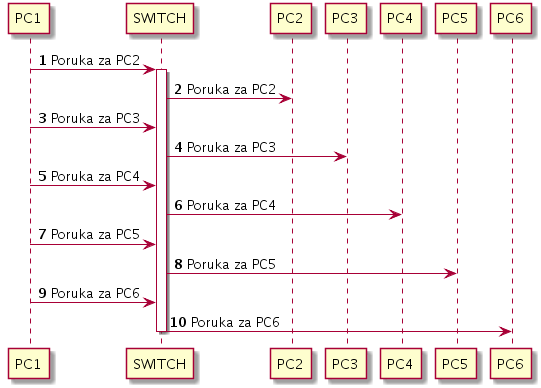 PC1 SWITCH PC2 PC3 PC4 PC5 PC6
1 Poruka za PC2
2 Poruka za PC2
3 Poruka za PC3
4 Poruka za PC3
5 Poruka za PC4
6 Poruka za PC4
7 Poruka za PC5
8 Poruka za PC5
9 Poruka za PC6
10 Poruka za PC6
PC1 SWITCH PC2 PC3 PC4 PC5 PC6